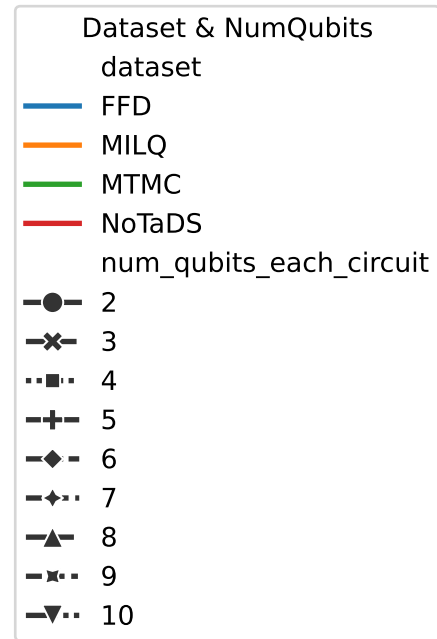 Dataset & NumQubits
dataset
FFD
MILQ
MTMC
NoTaDS
num_qubits_each_circuit
2
3
4
5
6
7
8
9
10